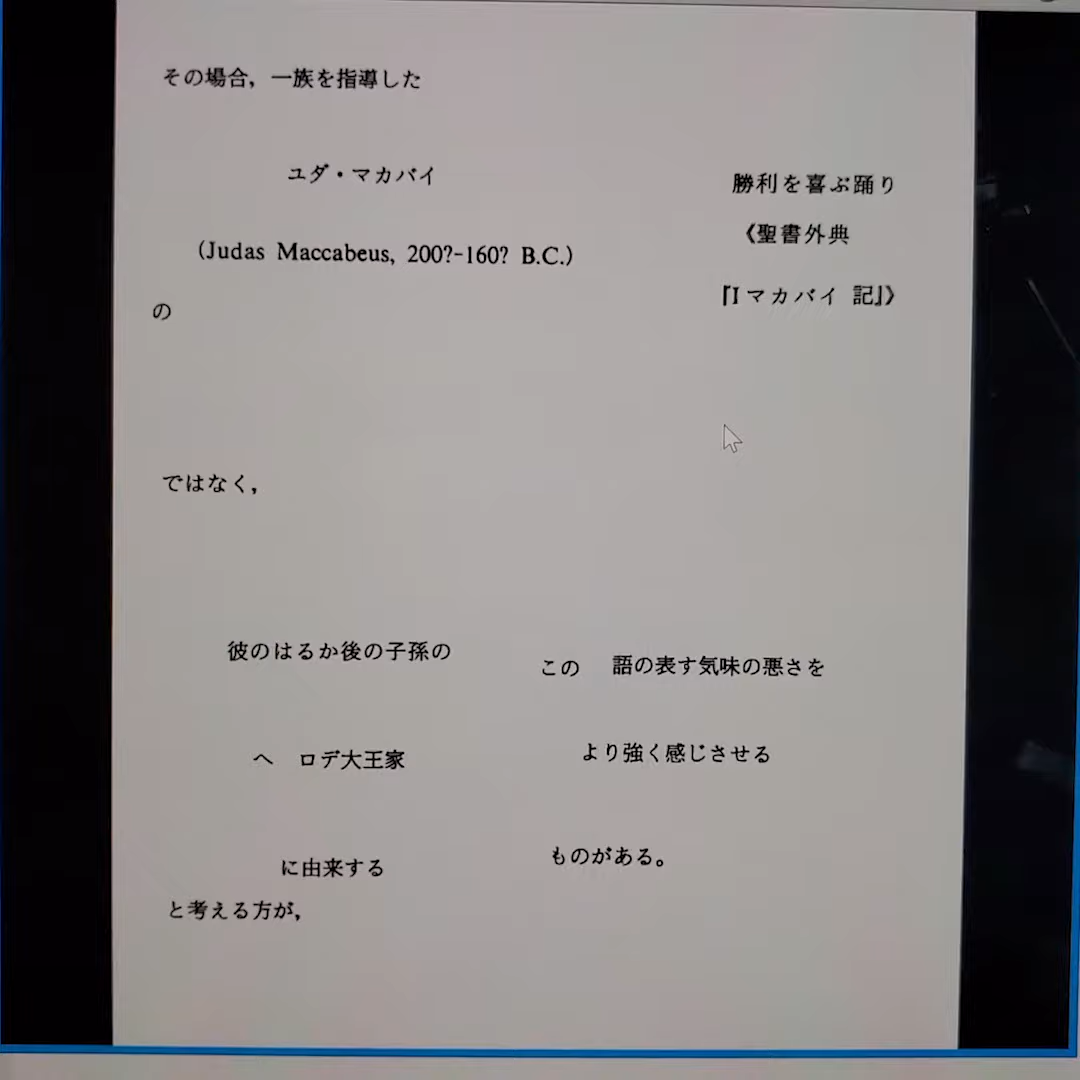 その場合，一族を指導した
ユダ・マカバイ
(Judas Maccabeus, 200?-160? B.C.)
の
勝利を喜ぶ踊り
《聖書外典
『Iマカバイ 記』》
ではなく，
彼のはるか後の子孫の
ヘ ロデ大王家
に由来する
と考える方が，
この 語の表す気味の悪さを
より強く感じさせる
ものがある。